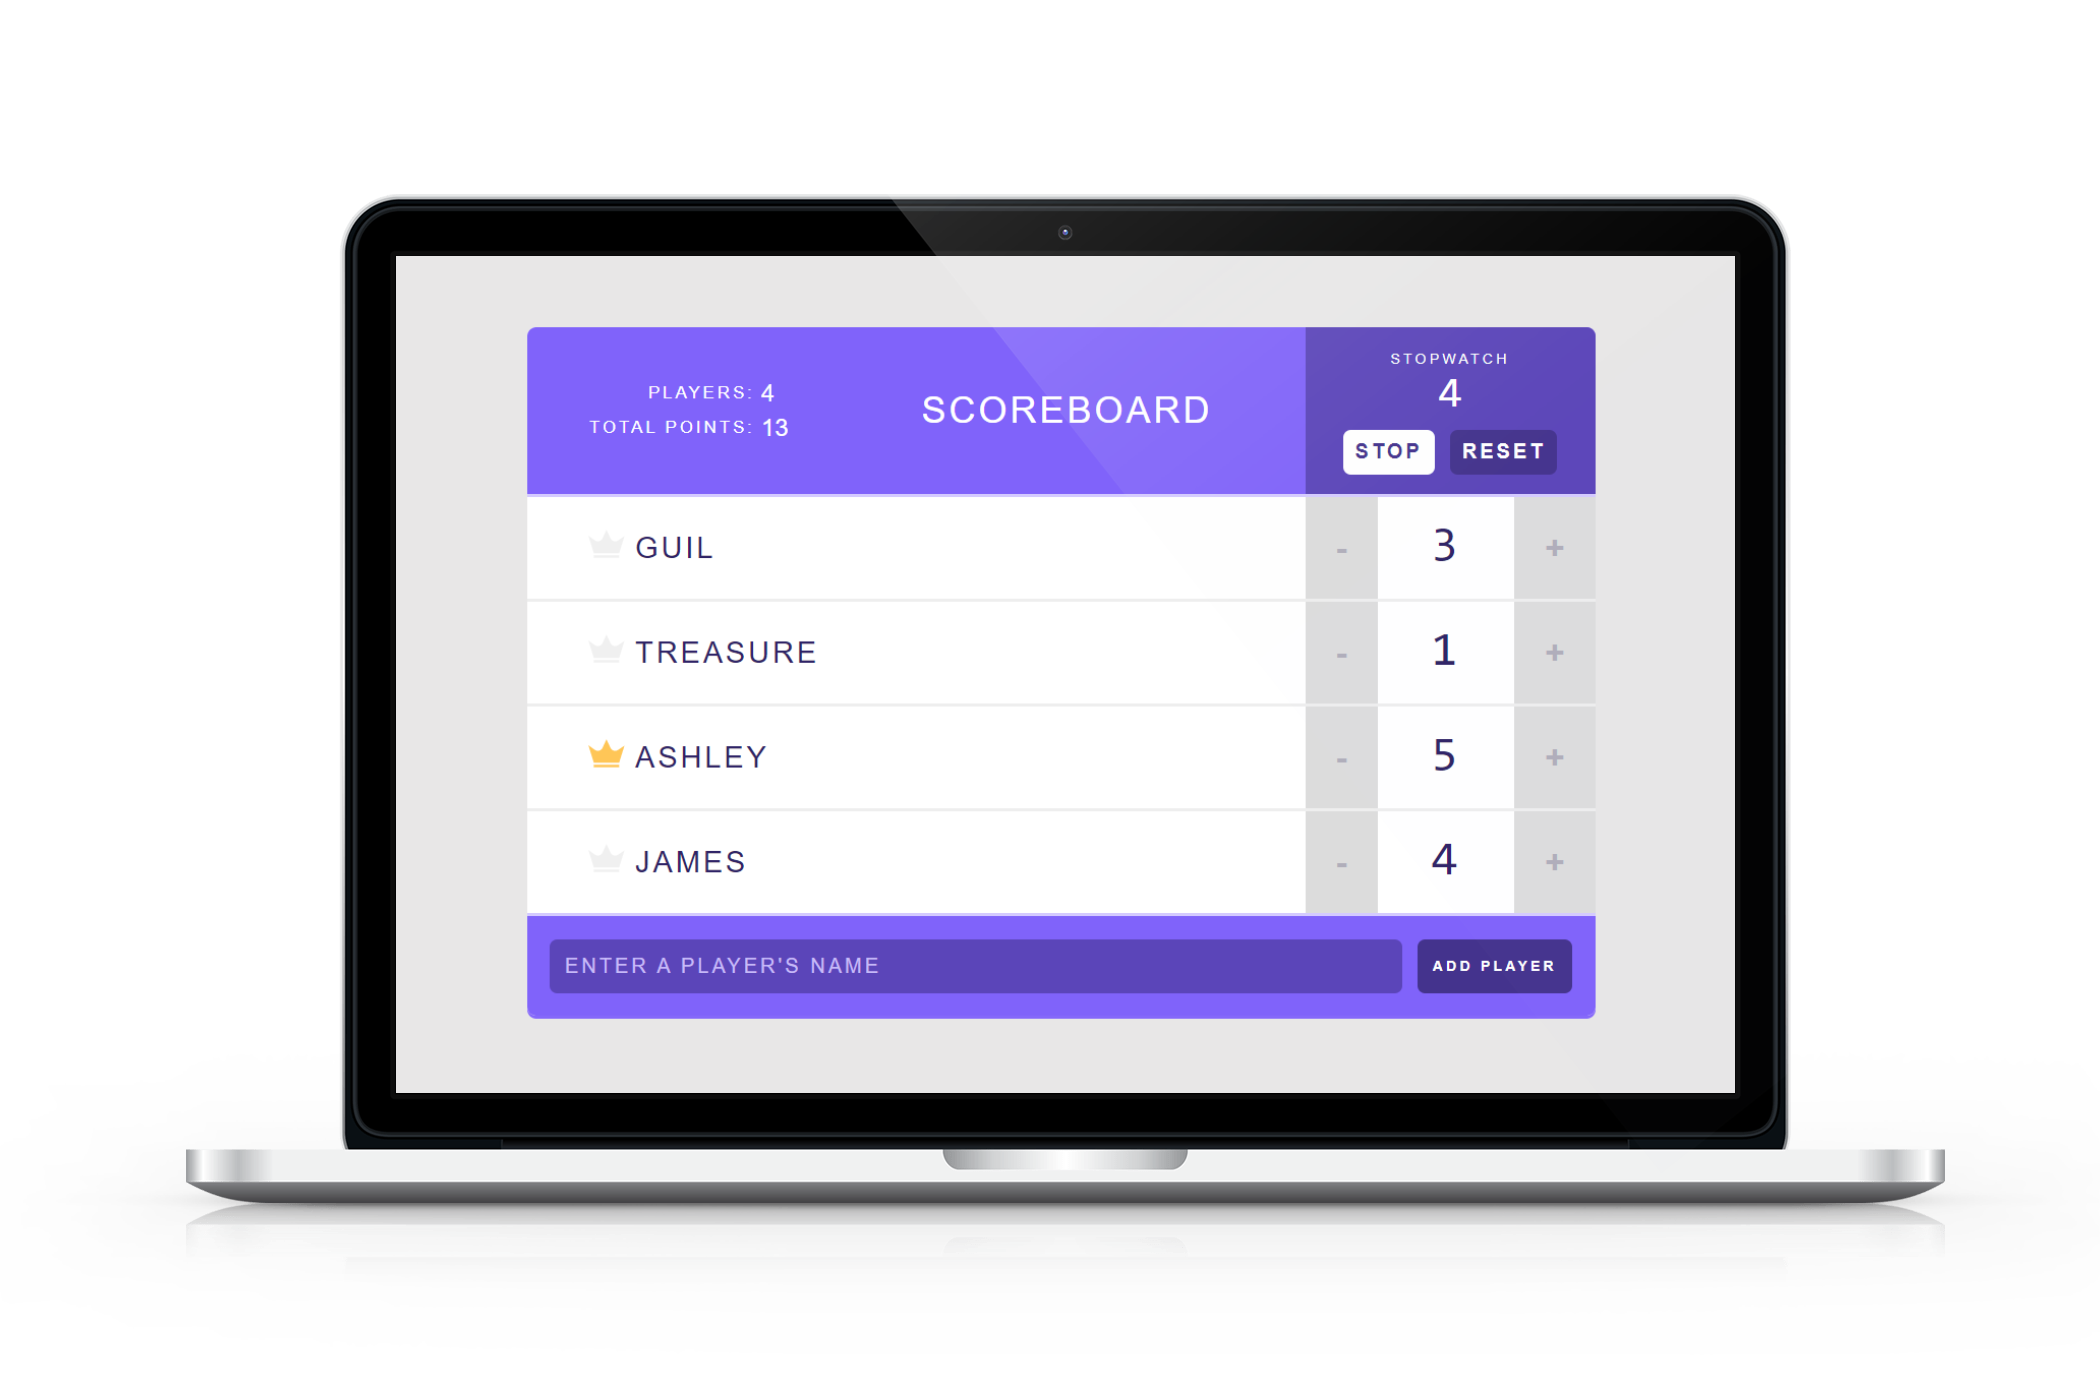 PLAYERS: 4
TOTAL POINTS: 13
SCOREBOARD
STOPWATCH
4
STOP RESET
GUIL - 3 +
TREASURE - 1 +
ASHLEY - 5 +
JAMES - 4 +
ENTER A PLAYER'S NAME ADD PLAYER